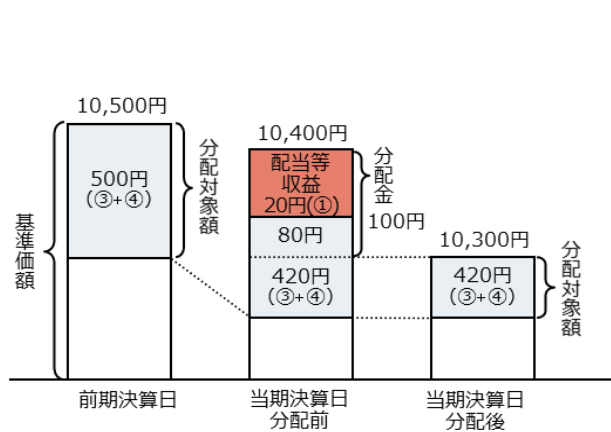 10,500円
500円
(③+④)
分配対象額
基準価額
10,400円
配当等
収益
20円(①)
80円
420円
(③+④)
分配金
100円
10,300円
420円
(③+④)
分配対象額
前期決算日
当期決算日
分配前
当期決算日
分配後